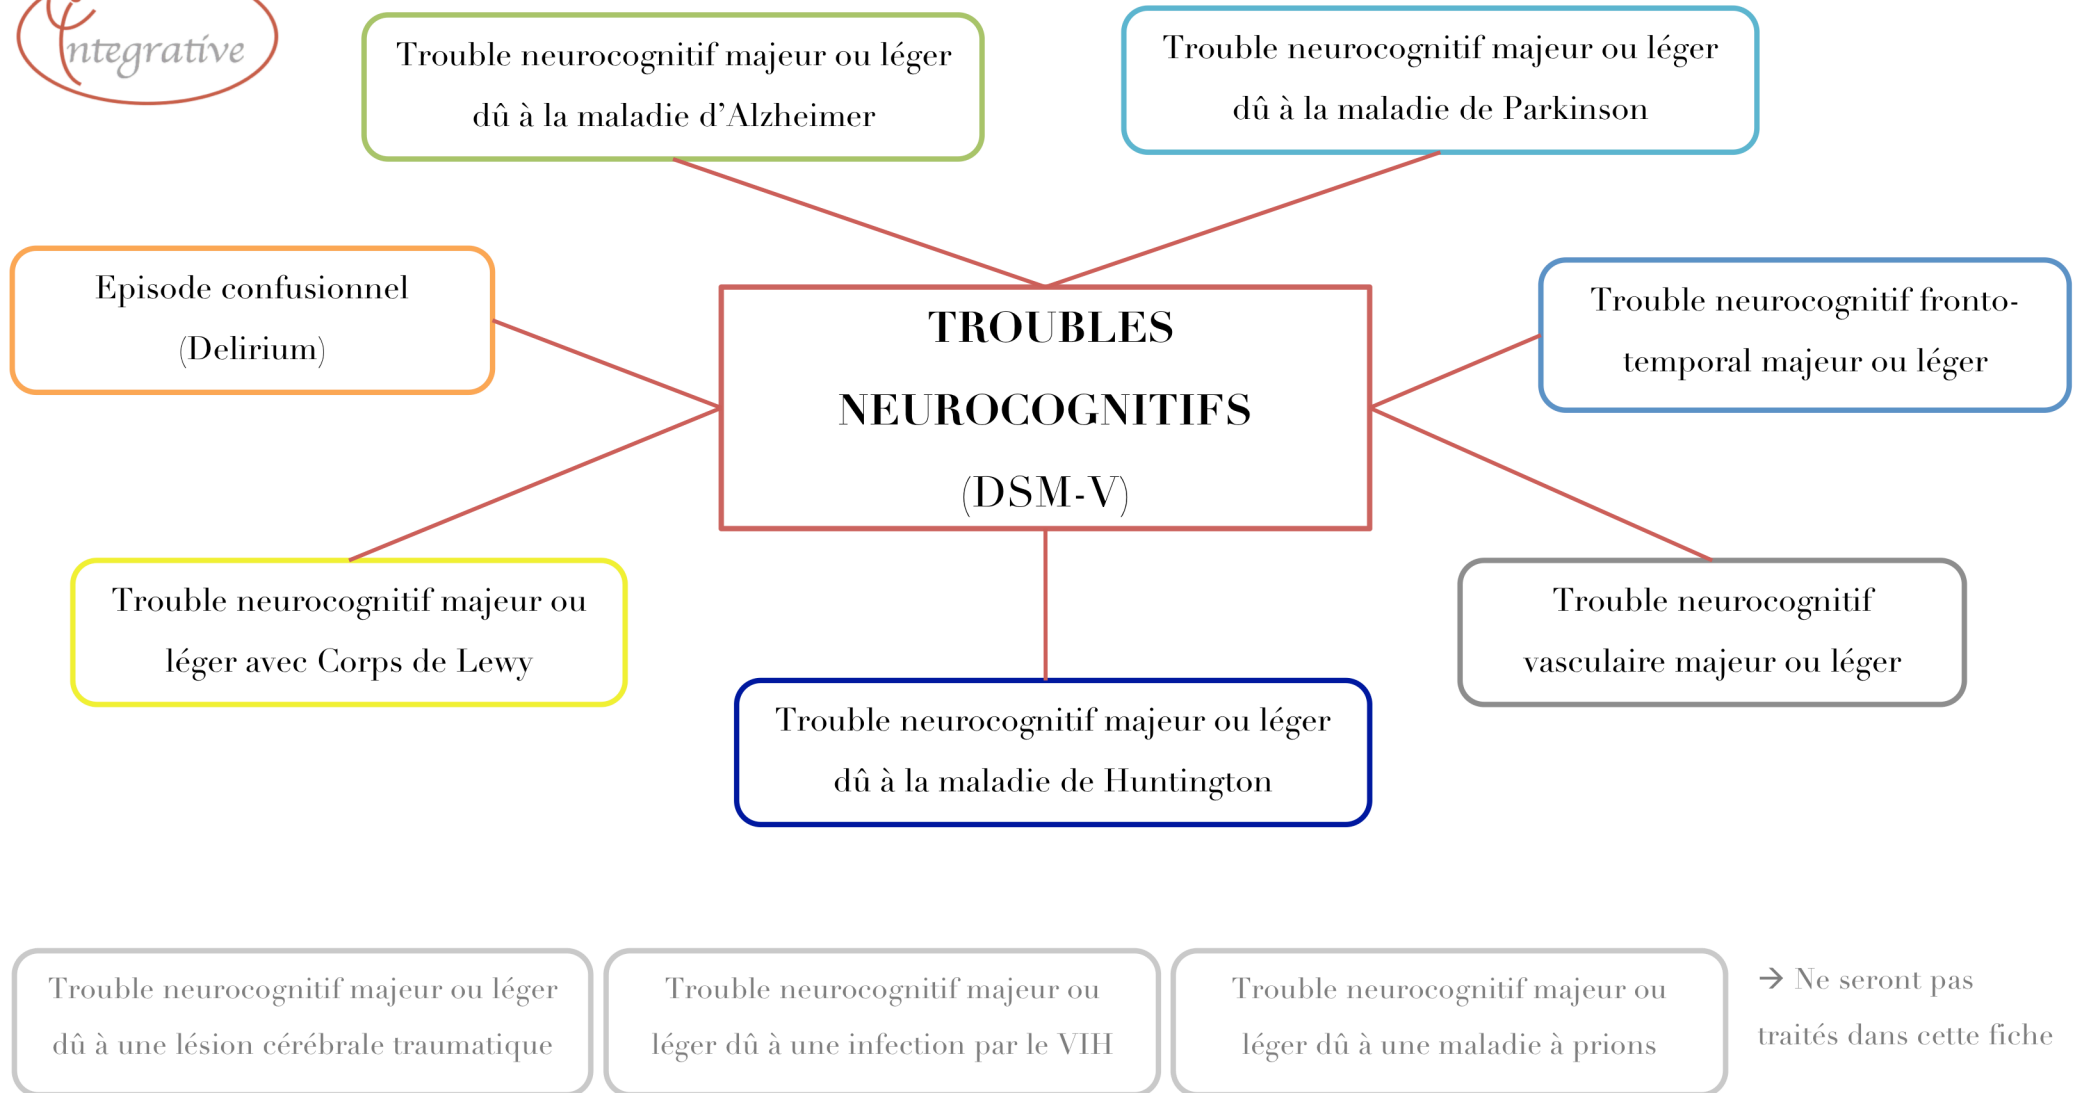 ntegrative
Trouble neurocognitif majeur ou léger
dû à la maladie d’Alzheimer
Trouble neurocognitif majeur ou léger
dû à la maladie de Parkinson
Episode confusionnel
(Delirium)
TROUBLES
NEUROCOGNITIFS
(DSM-V)
Trouble neurocognitif fronto-
temporal majeur ou léger
Trouble neurocognitif majeur ou
léger avec Corps de Lewy
Trouble neurocognitif
vasculaire majeur ou léger
Trouble neurocognitif majeur ou léger
dû à la maladie de Huntington
Trouble neurocognitif majeur ou léger
dû à une lésion cérébrale traumatique
Trouble neurocognitif majeur ou
léger dû à une infection par le VIH
Trouble neurocognitif majeur ou
léger dû à une maladie à prions
→ Ne seront pas
traités dans cette fiche